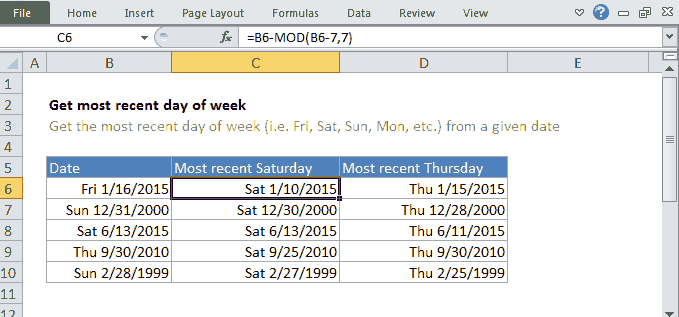 File Home Insert Page Layout Formulas Data Review View
C6 fx =B6-MOD(B6-7,7)
A B C D E
1
2 Get most recent day of week
3 Get the most recent day of week (i.e. Fri, Sat, Sun, Mon, etc.) from a given date
4
5 Date Most recent Saturday Most recent Thursday
6 Fri 1/16/2015 Sat 1/10/2015 Thu 1/15/2015
7 Sun 12/31/2000 Sat 12/30/2000 Thu 12/28/2000
8 Sat 6/13/2015 Sat 6/13/2015 Thu 6/11/2015
9 Thu 9/30/2010 Sat 9/25/2010 Thu 9/30/2010
10 Sun 2/28/1999 Sat 2/27/1999 Thu 2/25/1999
11
12